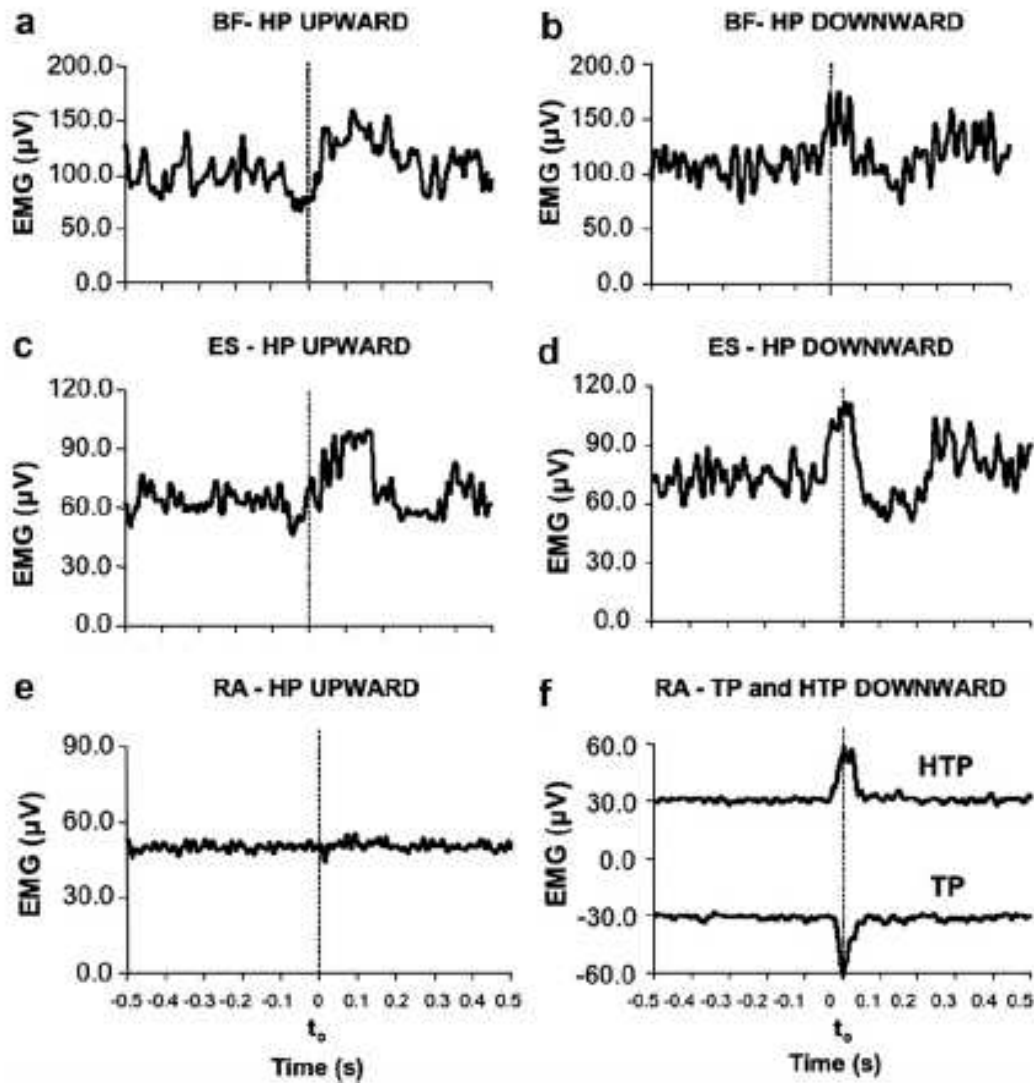 a BF- HP UPWARD
EMG (µV)
200.0
150.0
100.0
50.0
0.0
b BF- HP DOWNWARD
EMG (µV)
200.0
150.0
100.0
50.0
0.0
c ES - HP UPWARD
EMG (µV)
120.0
90.0
60.0
30.0
0.0
d ES - HP DOWNWARD
EMG (µV)
120.0
90.0
60.0
30.0
0.0
e RA - HP UPWARD
EMG (µV)
90.0
60.0
30.0
0.0
-0.5 -0.4 -0.3 -0.2 -0.1 0 0.1 0.2 0.3 0.4 0.5
t₀
Time (s)
f RA - TP and HTP DOWNWARD
EMG (µV)
60.0
30.0
0.0
-30.0
-60.0
HTP
TP
-0.5 -0.4 -0.3 -0.2 -0.1 0 0.1 0.2 0.3 0.4 0.5
t₀
Time (s)